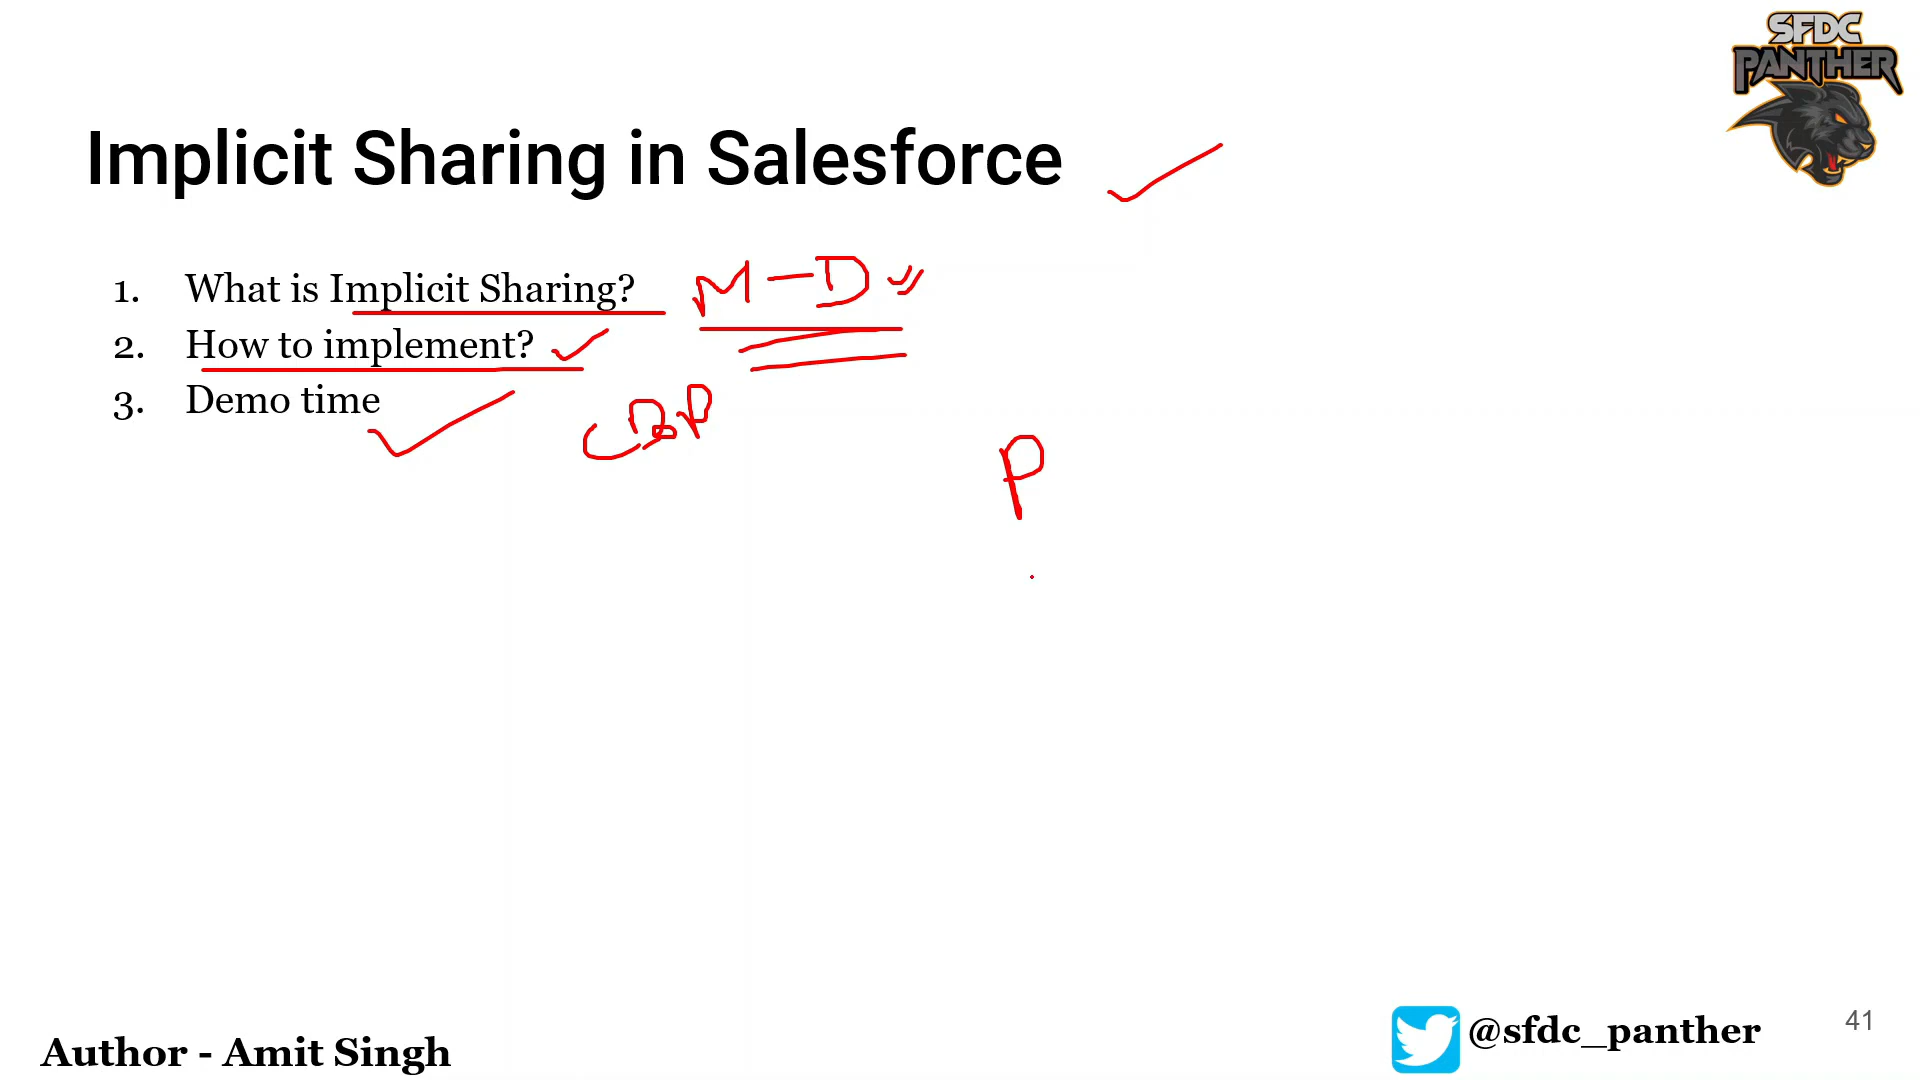 SFDC
PANTHER
Implicit Sharing in Salesforce
1. What is Implicit Sharing?
M-D
2. How to implement?
3. Demo time
P
Author - Amit Singh
@sfdc_panther
41